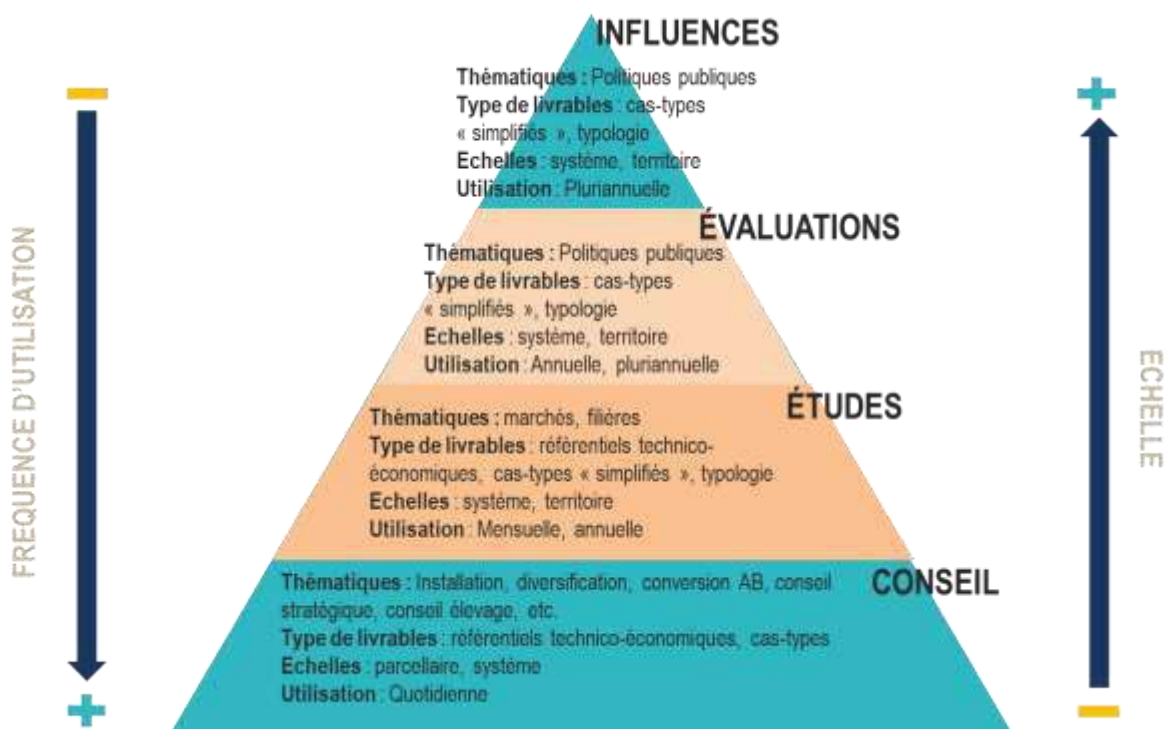 INFLUENCES
Thématiques : Politiques publiques
Type de livrables : cas-types
« simplifiés », typologie
Echelles : système, territoire
Utilisation : Pluriannuelle
ÉVALUATIONS
Thématiques : Politiques publiques
Type de livrables : cas-types
« simplifiés », typologie
Echelles : système, territoire
Utilisation : Annuelle, pluriannuelle
ÉTUDES
Thématiques : marchés, filières
Type de livrables : référentiels technico-
économiques, cas-types « simplifiés », typologie
Echelles : système, territoire
Utilisation : Mensuelle, annuelle
CONSEIL
Thématiques : Installation, diversification, conversion AB, conseil
stratégique, conseil élevage, etc.
Type de livrables : référentiels technico-économiques, cas-types
Echelles : parcellaire, système
Utilisation : Quotidienne
FREQUENCE D'UTILISATION
ECHELLE